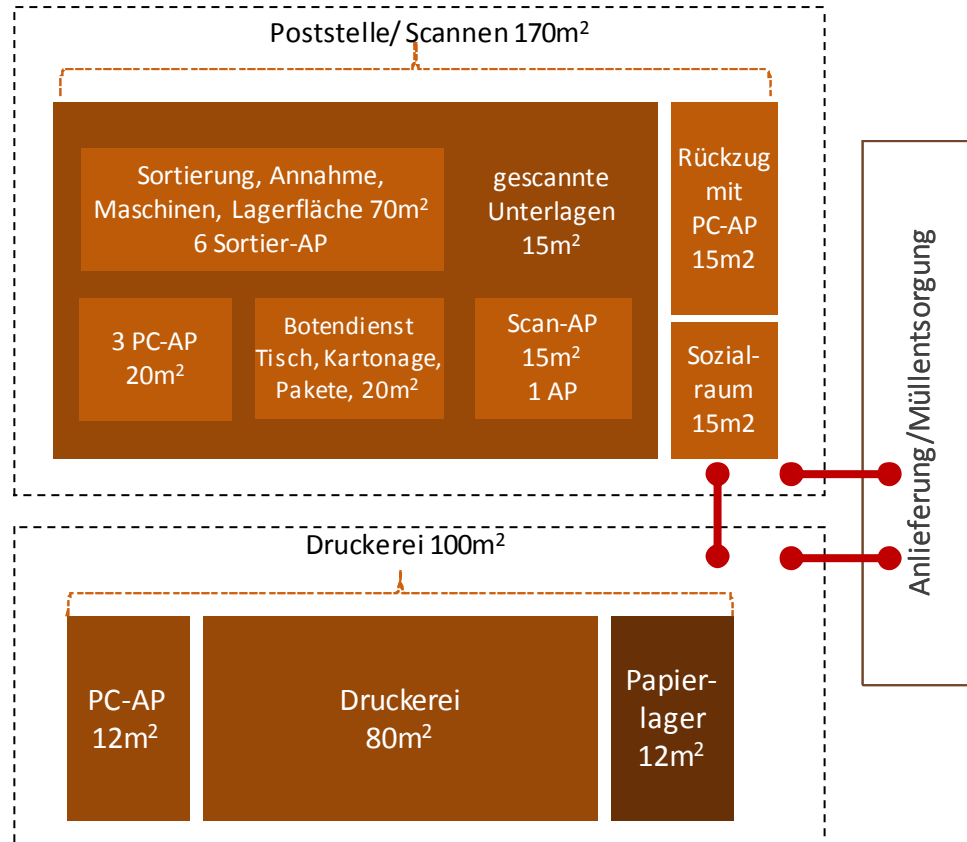 Poststelle/Scannen 170m²
Sortierung, Annahme,
Maschinen, Lagerfläche 70m²
6 Sortier-AP
gescannte
Unterlagen
15m²
Rückzug
mit
PC-AP
15m2
3 PC-AP
20m²
Botendienst
Tisch, Kartonage,
Pakete, 20m²
Scan-AP
15m²
1 AP
Sozial-
raum
15m2
Anlieferung/Müllentsorgung
Druckerei 100m²
PC-AP
12m²
Druckerei
80m²
Papier-
lager
12m²